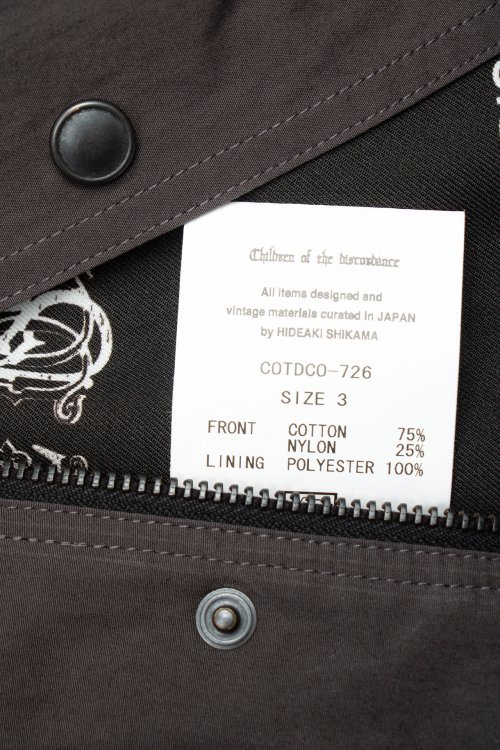 Children of the discordance
All items designed and
vintage materials curated in JAPAN
by HIDEAKI SHIKAMA
COTDCO-726
SIZE 3
FRONT COTTON 75%
NYLON 25%
LINING POLYESTER 100%